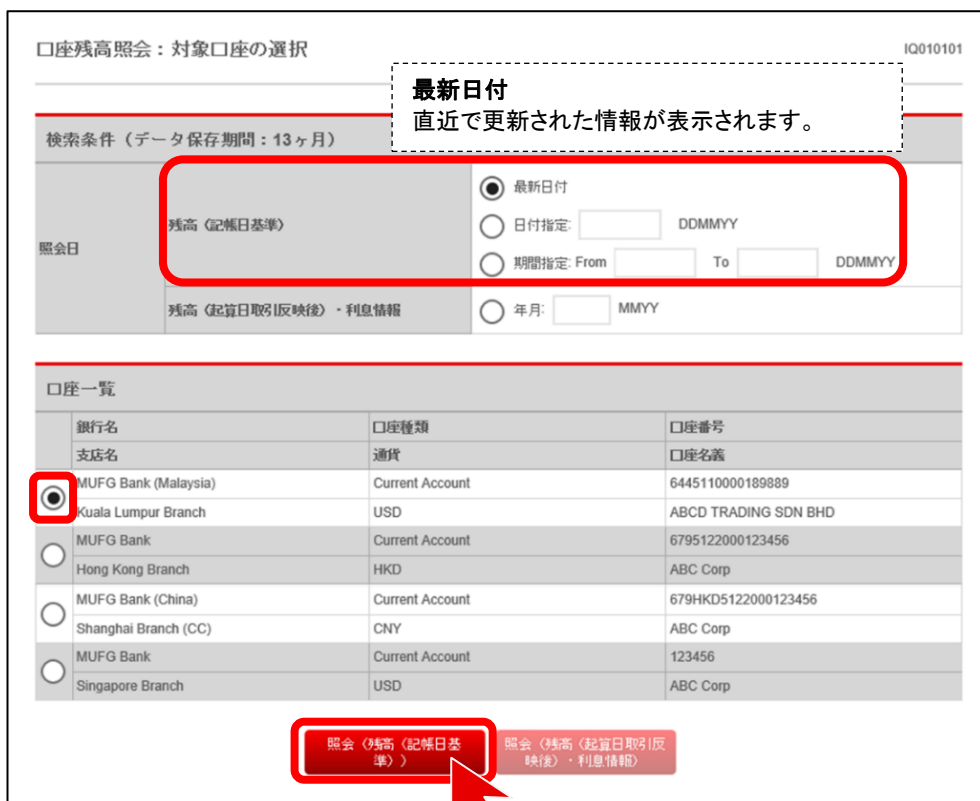 口座残高照会：対象口座の選択
IQ010101
最新日付
直近で更新された情報が表示されます。
検索条件（データ保存期間：13ヶ月）
照会日
残高（記帳日基準）
最新日付
日付指定: DDMMYY
期間指定: From To DDMMYY
残高（起算日取引反映後）・利息情報
年月: MMYY
口座一覧
銀行名 口座種類 口座番号
支店名 通貨 口座名義
MUFG Bank (Malaysia) Current Account 6445110000189889
Kuala Lumpur Branch USD ABCD TRADING SDN BHD
MUFG Bank Current Account 6795122000123456
Hong Kong Branch HKD ABC Corp
MUFG Bank (China) Current Account 679HKD5122000123456
Shanghai Branch (CC) CNY ABC Corp
MUFG Bank Current Account 123456
Singapore Branch USD ABC Corp
照会（残高（記帳日基
準））
照会（残高（起算日取引反
映後）・利息情報）